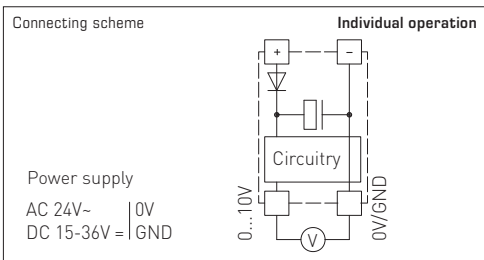 Connecting scheme
Individual operation
+
−
Circuitry
Power supply
AC 24V~ | 0V
DC 15-36V = | GND
0...10V
V
0V/GND